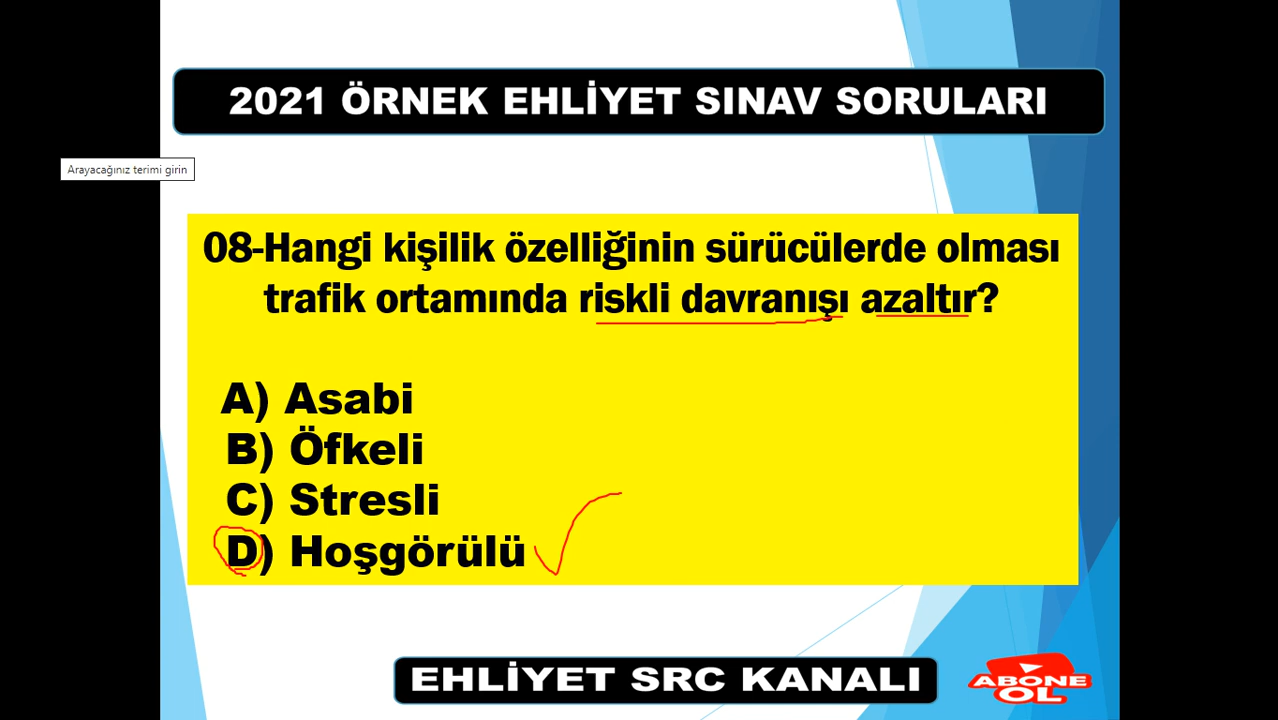 2021 ÖRNEK EHLİYET SINAV SORULARI
Arayacağınız terimi girin
08-Hangi kişilik özelliğinin sürücülerde olması
trafik ortamında riskli davranışı azaltır?
A) Asabi
B) Öfkeli
C) Stresli
D) Hoşgörülü
EHLİYET SRC KANALI
ABONE
OL